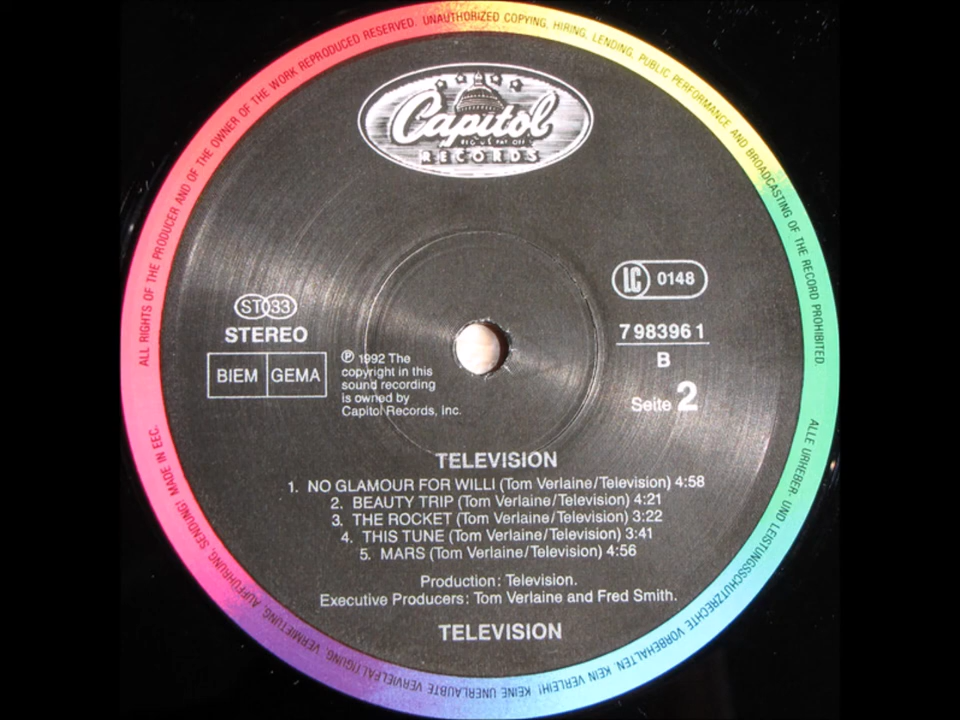 ALL RIGHTS OF THE PRODUCER AND OF THE OWNER OF THE WORK REPRODUCED RESERVED. UNAUTHORIZED COPYING, HIRING, LENDING, PUBLIC PERFORMANCE AND BROADCASTING OF THE RECORD PROHIBITED.
Capitol
REG. U.S. PAT. OFF.
RECORDS
LC 0148
ST 33
STEREO
BIEM GEMA
℗ 1992 The
copyright in this
sound recording
is owned by
Capitol Records, Inc.
7 98396 1
B
Seite 2
TELEVISION
1. NO GLAMOUR FOR WILLI (Tom Verlaine/Television) 4:58
2. BEAUTY TRIP (Tom Verlaine/Television) 4:21
3. THE ROCKET (Tom Verlaine/Television) 3:22
4. THIS TUNE (Tom Verlaine/Television) 3:41
5. MARS (Tom Verlaine/Television) 4:56
Production: Television.
Executive Producers: Tom Verlaine and Fred Smith.
TELEVISION
ALLE URHEBER- UND LEISTUNGSSCHUTZRECHTE VORBEHALTEN. KEIN VERLEIH! KEINE UNERLAUBTE VERVIELFÄLTIGUNG, VERMIETUNG, AUFFÜHRUNG, SENDUNG! MADE IN EEC.